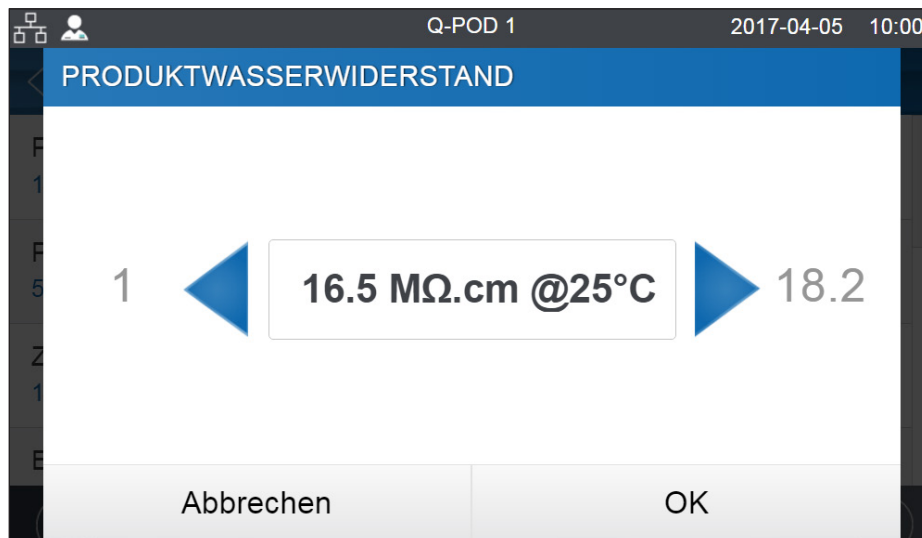 Q-POD 1 2017-04-05 10:00
PRODUKTWASSERWIDERSTAND
1 16.5 MΩ.cm @25°C 18.2
Abbrechen OK